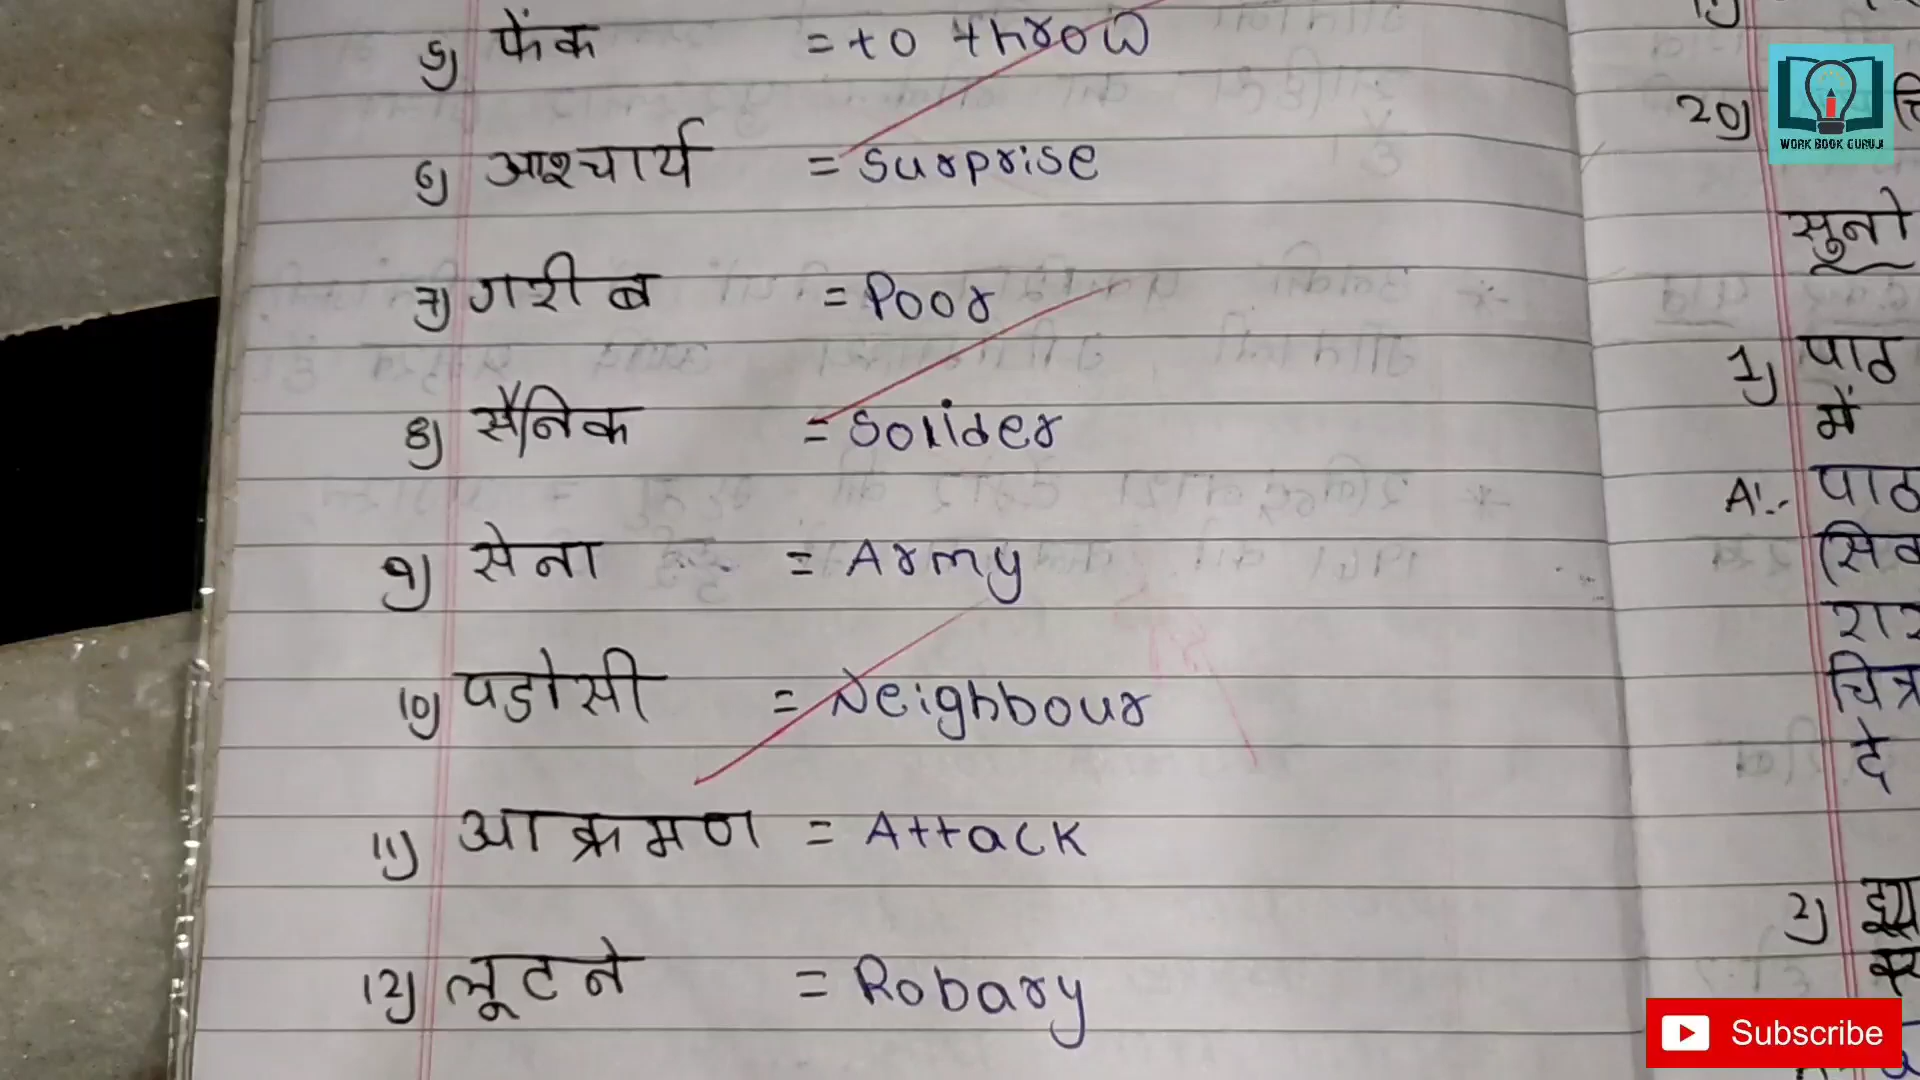 5) फेंक = to throw
6) आश्चार्य = Surprise
7) गरीब = Poor
8) सैनिक = Solider
9) सेना = Army
10) पडोसी = Neighbour
11) आक्रमण = Attack
12) लूटने = Robary
20)
WORK BOOK GURUJI
सुनो
1) पाठ
में
A:- पाठ
चित्र
दे
2)
Subscribe